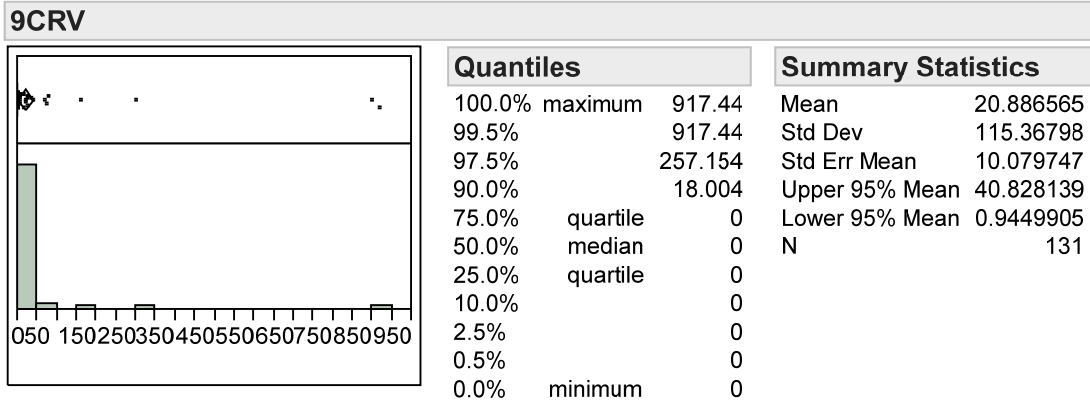 9CRV
Quantiles
100.0% maximum 917.44
99.5% 917.44
97.5% 257.154
90.0% 18.004
75.0% quartile 0
50.0% median 0
25.0% quartile 0
10.0% 0
2.5% 0
0.5% 0
0.0% minimum 0
Summary Statistics
Mean 20.886565
Std Dev 115.36798
Std Err Mean 10.079747
Upper 95% Mean 40.828139
Lower 95% Mean 0.9449905
N 131
050 150250350450550650750850950